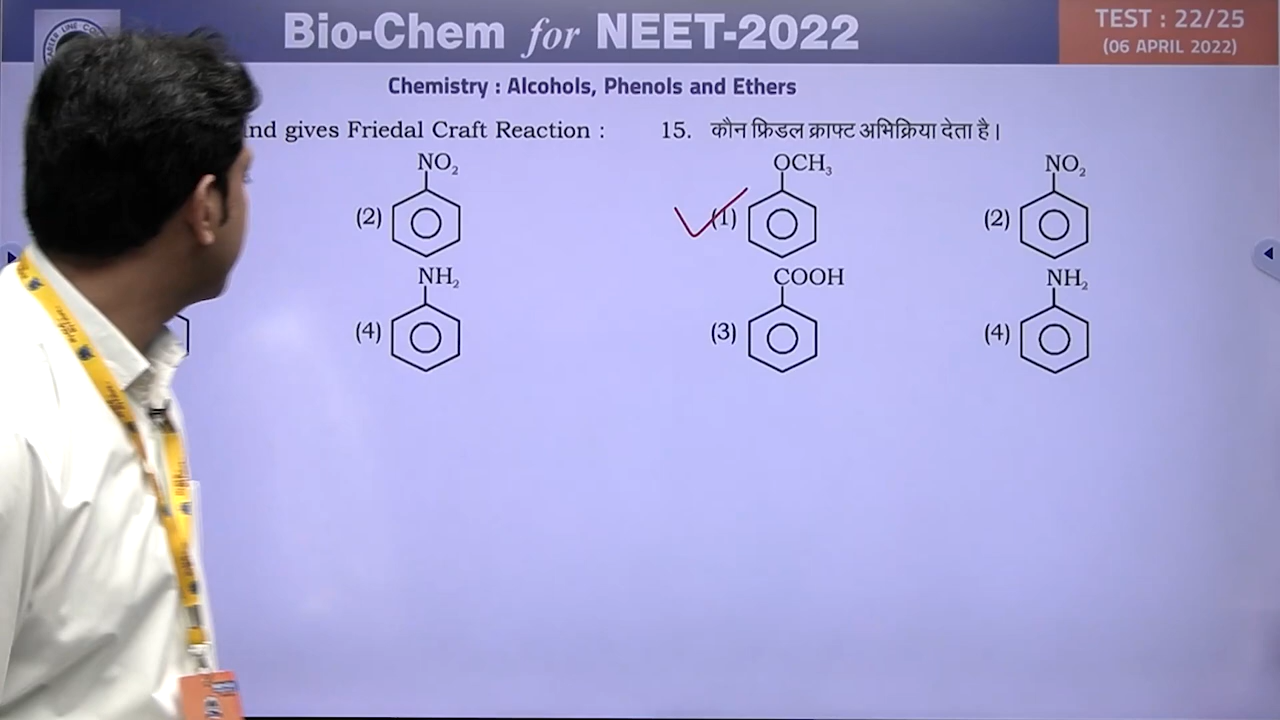 Bio-Chem for NEET-2022
TEST : 22/25
(06 APRIL 2022)
Chemistry : Alcohols, Phenols and Ethers
gives Friedal Craft Reaction :
NO₂
(2)
NH₂
(4)
15. कौन फ्रिडल क्राफ्ट अभिक्रिया देता है।
OCH₃
(1)
NO₂
(2)
COOH
(3)
NH₂
(4)